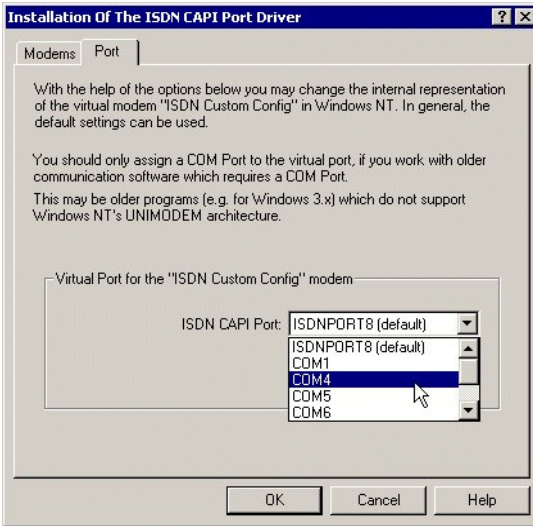 Installation Of The ISDN CAPI Port Driver
Modems Port
With the help of the options below you may change the internal representation
of the virtual modem "ISDN Custom Config" in Windows NT. In general, the
default settings can be used.
You should only assign a COM Port to the virtual port, if you work with older
communication software which requires a COM Port.
This may be older programs (e.g. for Windows 3.x) which do not support
Windows NT's UNIMODEM architecture.
Virtual Port for the "ISDN Custom Config" modem
ISDN CAPI Port: ISDNPORT8 (default)
ISDNPORT8 (default)
COM1
COM4
COM5
COM6
OK Cancel Help